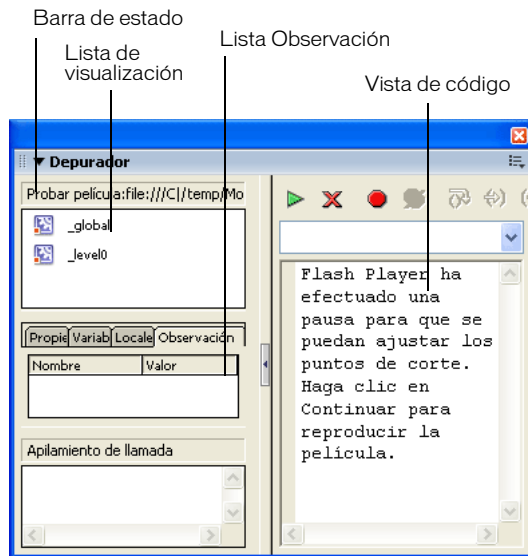 Barra de estado
Lista de
visualización
Lista Observación
Vista de código
Depurador
Probar película:file:///C|/temp/Mo
_global
_level0
Propie Variab Locale Observación
Nombre Valor
Apilamiento de llamada
Flash Player ha
efectuado una
pausa para que se
puedan ajustar los
puntos de corte.
Haga clic en
Continuar para
reproducir la
película.